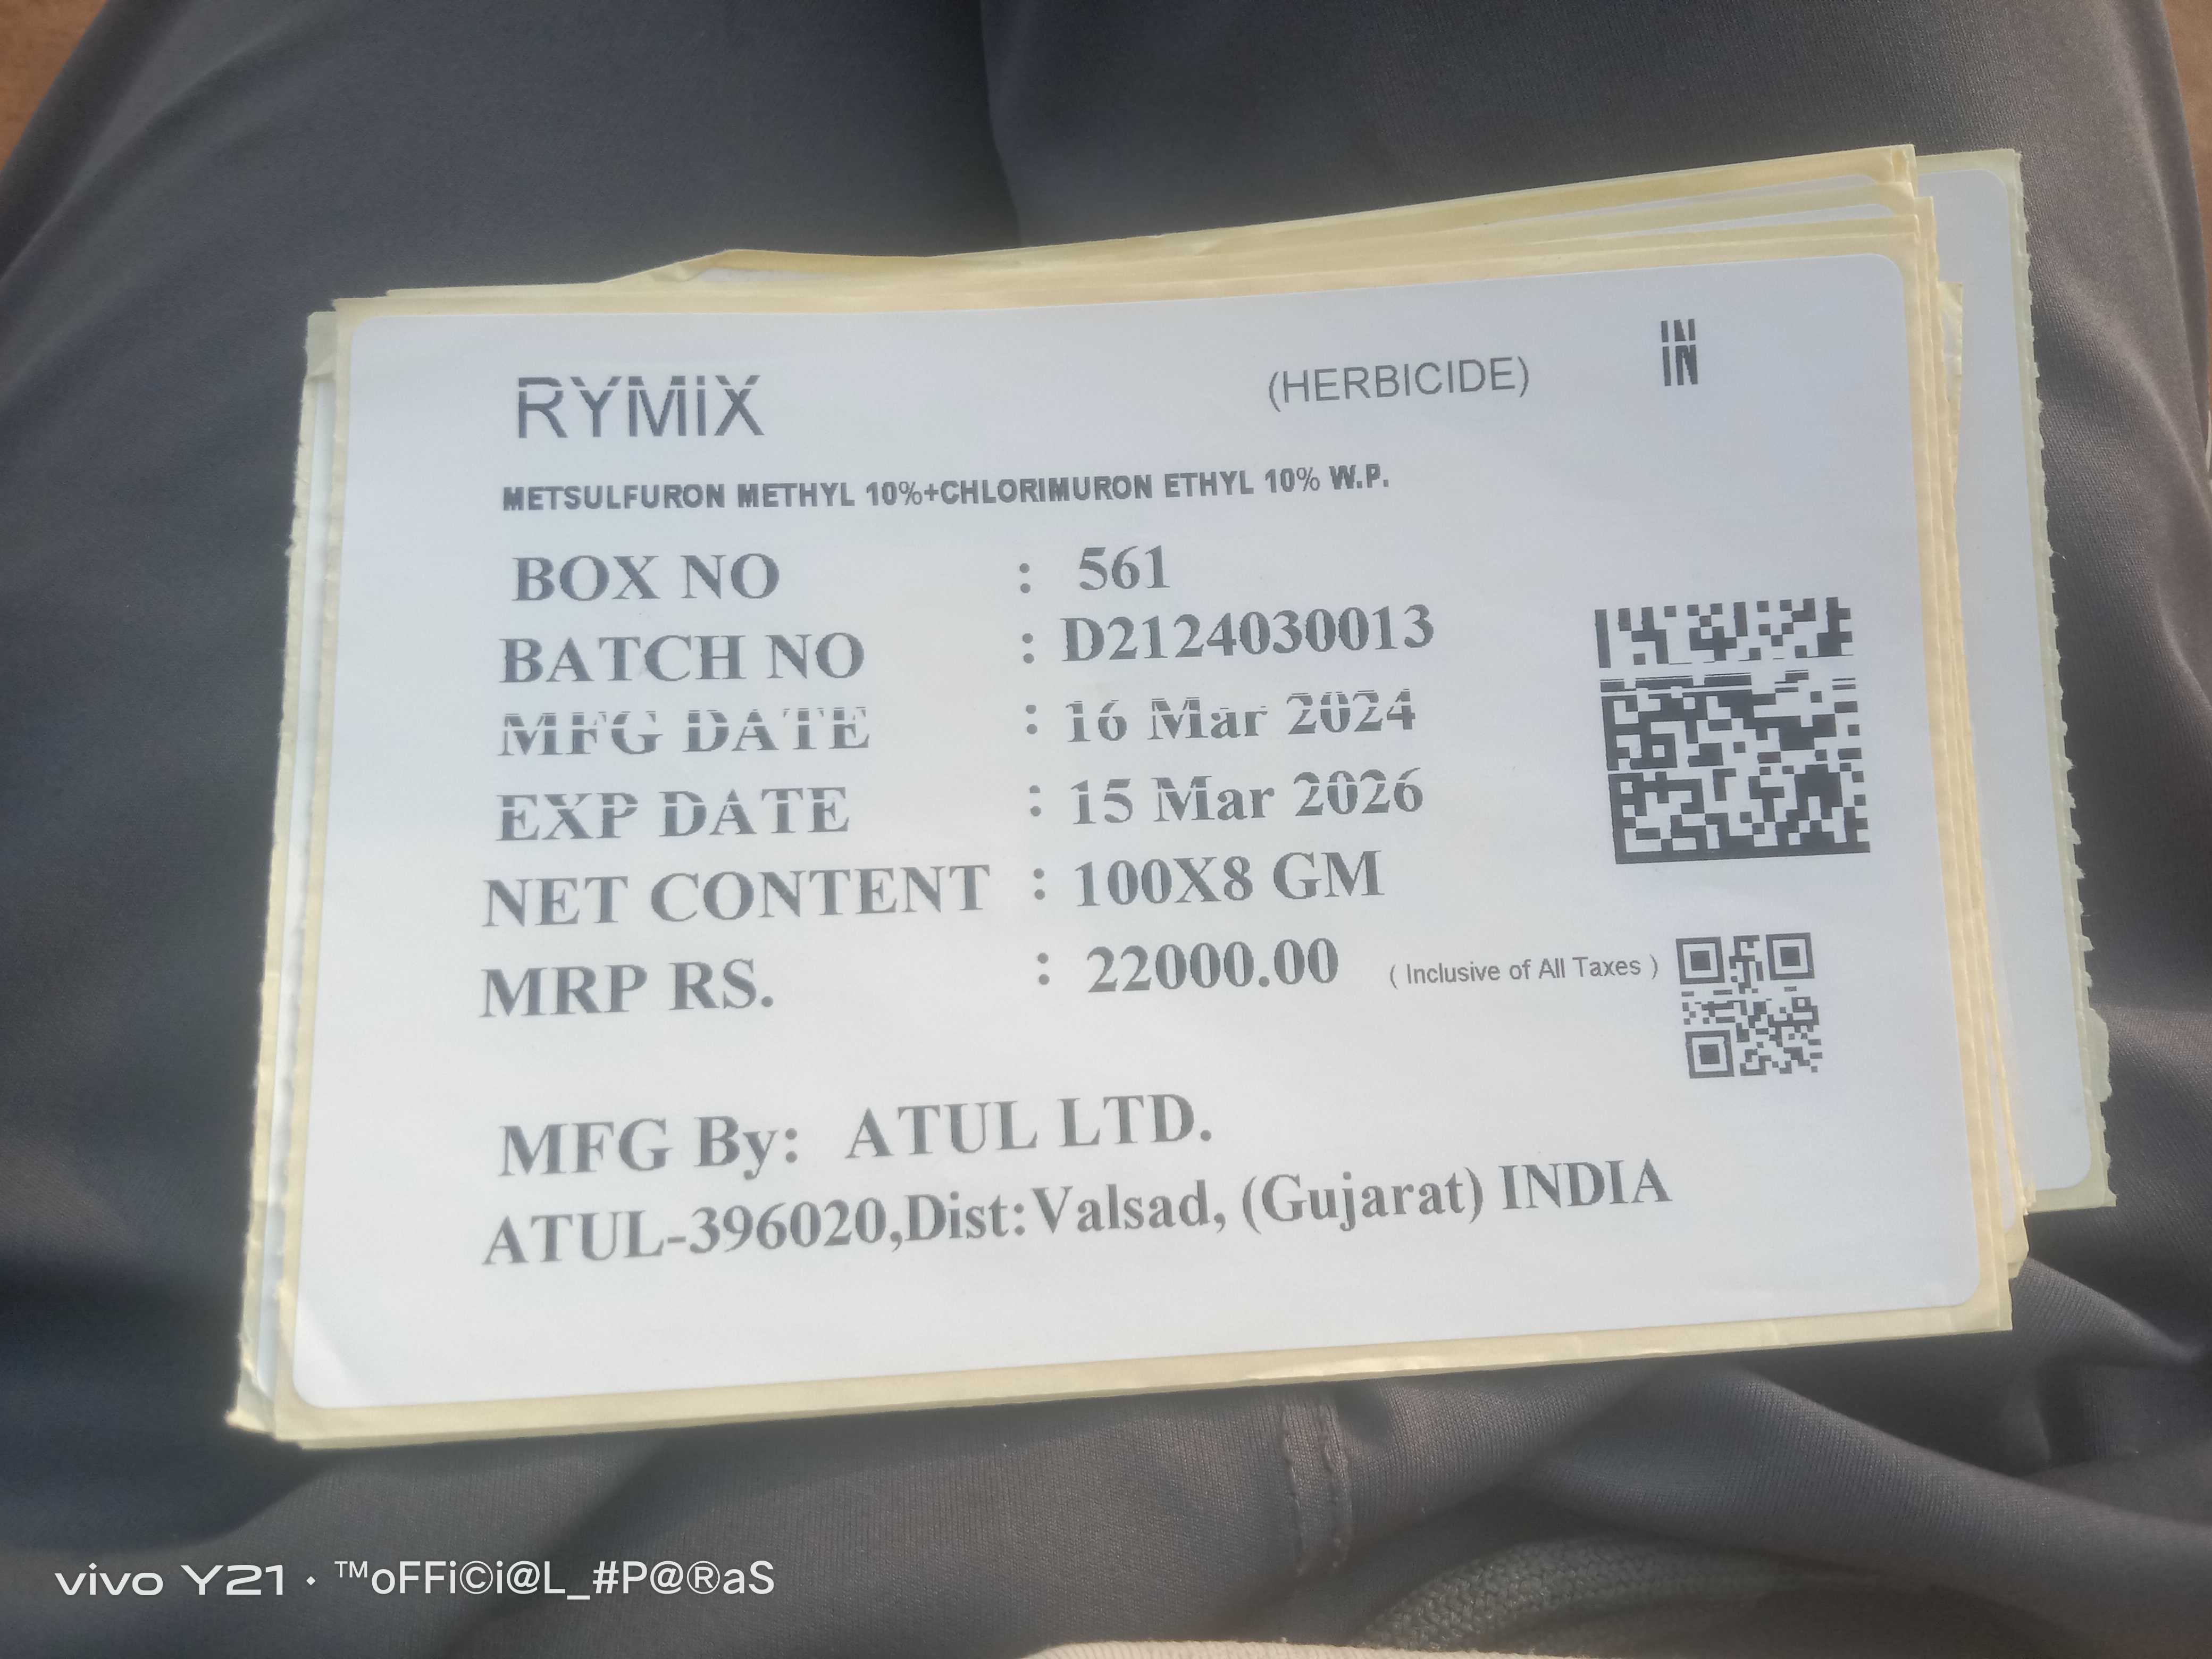 RYMIX (HERBICIDE) IN
METSULFURON METHYL 10%+CHLORIMURON ETHYL 10% W.P.
BOX NO : 561
BATCH NO : D2124030013
MFG DATE : 16 Mar 2024
EXP DATE : 15 Mar 2026
NET CONTENT : 100X8 GM
MRP RS. : 22000.00 ( Inclusive of All Taxes )
MFG By: ATUL LTD.
ATUL-396020,Dist:Valsad, (Gujarat) INDIA
vivo Y21 · ™oFFi©i@L_#P@®aS